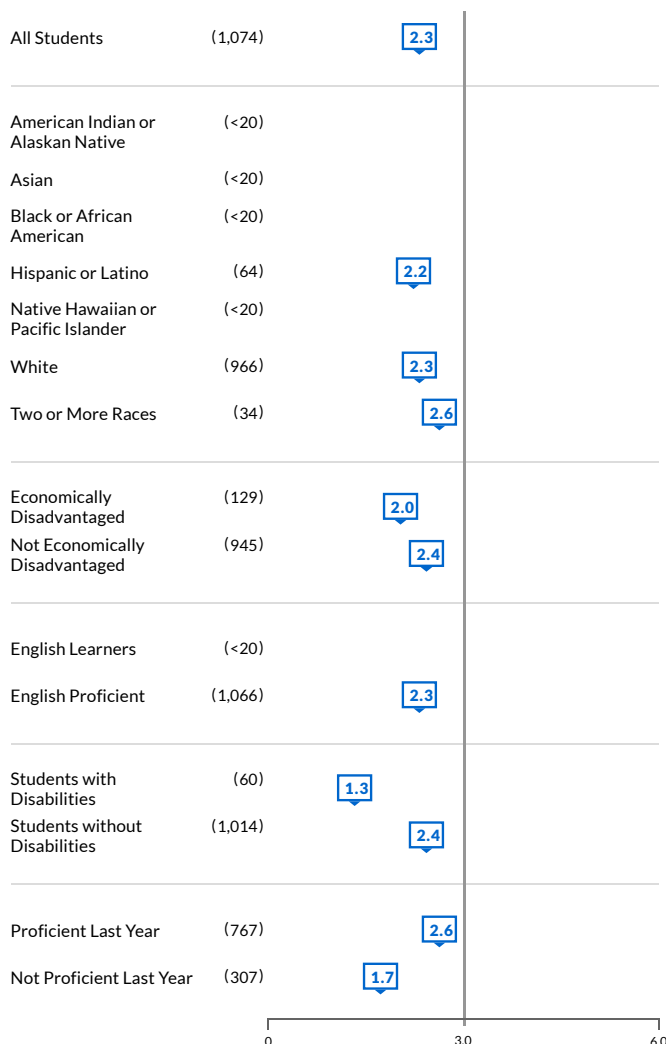 All Students (1,074) 2.3
American Indian or (<20)
Alaskan Native
Asian (<20)
Black or African (<20)
American
Hispanic or Latino (64) 2.2
Native Hawaiian or (<20)
Pacific Islander
White (966) 2.3
Two or More Races (34) 2.6
Economically (129) 2.0
Disadvantaged
Not Economically (945) 2.4
Disadvantaged
English Learners (<20)
English Proficient (1,066) 2.3
Students with (60) 1.3
Disabilities
Students without (1,014) 2.4
Disabilities
Proficient Last Year (767) 2.6
Not Proficient Last Year (307) 1.7
0 3.0 6.0